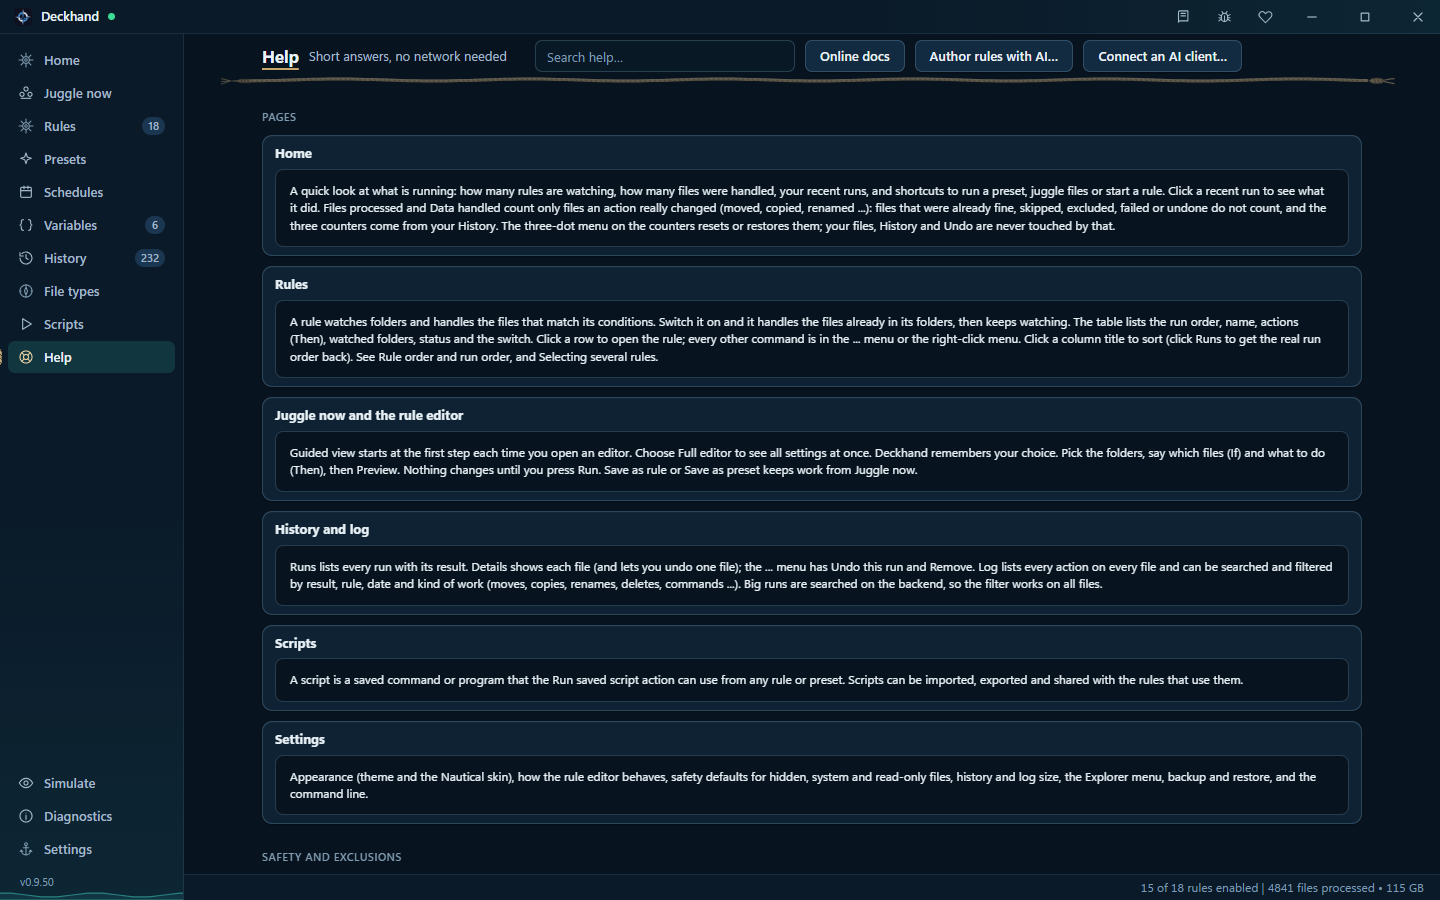 Deckhand
Home
Juggle now
Rules 18
Presets
Schedules
Variables 6
History 232
File types
Scripts
Help
Simulate
Diagnostics
Settings
v0.9.50
Help Short answers, no network needed Search help... Online docs Author rules with AI... Connect an AI client...
PAGES
Home
A quick look at what is running: how many rules are watching, how many files were handled, your recent runs, and shortcuts to run a preset, juggle files or start a rule. Click a recent run to see what
it did. Files processed and Data handled count only files an action really changed (moved, copied, renamed ...): files that were already fine, skipped, excluded, failed or undone do not count, and the
three counters come from your History. The three-dot menu on the counters resets or restores them; your files, History and Undo are never touched by that.
Rules
A rule watches folders and handles the files that match its conditions. Switch it on and it handles the files already in its folders, then keeps watching. The table lists the run order, name, actions
(Then), watched folders, status and the switch. Click a row to open the rule; every other command is in the ... menu or the right-click menu. Click a column title to sort (click Runs to get the real run
order back). See Rule order and run order, and Selecting several rules.
Juggle now and the rule editor
Guided view starts at the first step each time you open an editor. Choose Full editor to see all settings at once. Deckhand remembers your choice. Pick the folders, say which files (If) and what to do
(Then), then Preview. Nothing changes until you press Run. Save as rule or Save as preset keeps work from Juggle now.
History and log
Runs lists every run with its result. Details shows each file (and lets you undo one file); the ... menu has Undo this run and Remove. Log lists every action on every file and can be searched and filtered
by result, rule, date and kind of work (moves, copies, renames, deletes, commands ...). Big runs are searched on the backend, so the filter works on all files.
Scripts
A script is a saved command or program that the Run saved script action can use from any rule or preset. Scripts can be imported, exported and shared with the rules that use them.
Settings
Appearance (theme and the Nautical skin), how the rule editor behaves, safety defaults for hidden, system and read-only files, history and log size, the Explorer menu, backup and restore, and the
command line.
SAFETY AND EXCLUSIONS
15 of 18 rules enabled | 4841 files processed • 115 GB